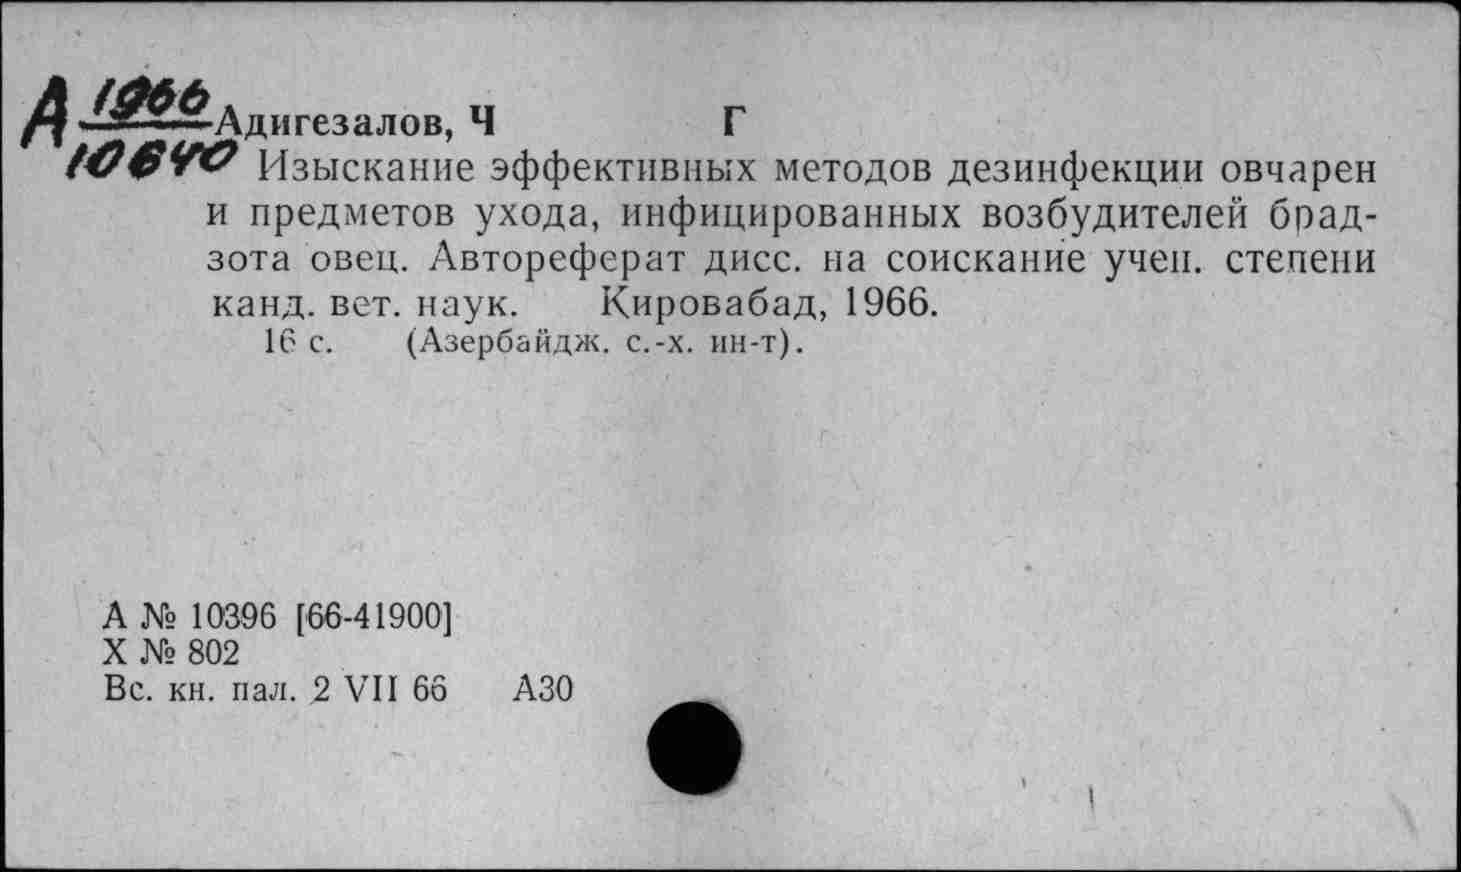 А 1966
Адигезалов, Ч Г
10640
Изыскание эффективных методов дезинфекции овчарен
и предметов ухода, инфицированных возбудителей брад-
зота овец. Автореферат дисс. на соискание учен. степени
канд. вет. наук. Кировабад, 1966.
16 с. (Азербайдж. с.-х. ин-т).
А № 10396 [66-41900]
Х № 802
Вс. кн. пал. 2 VII 66 А30